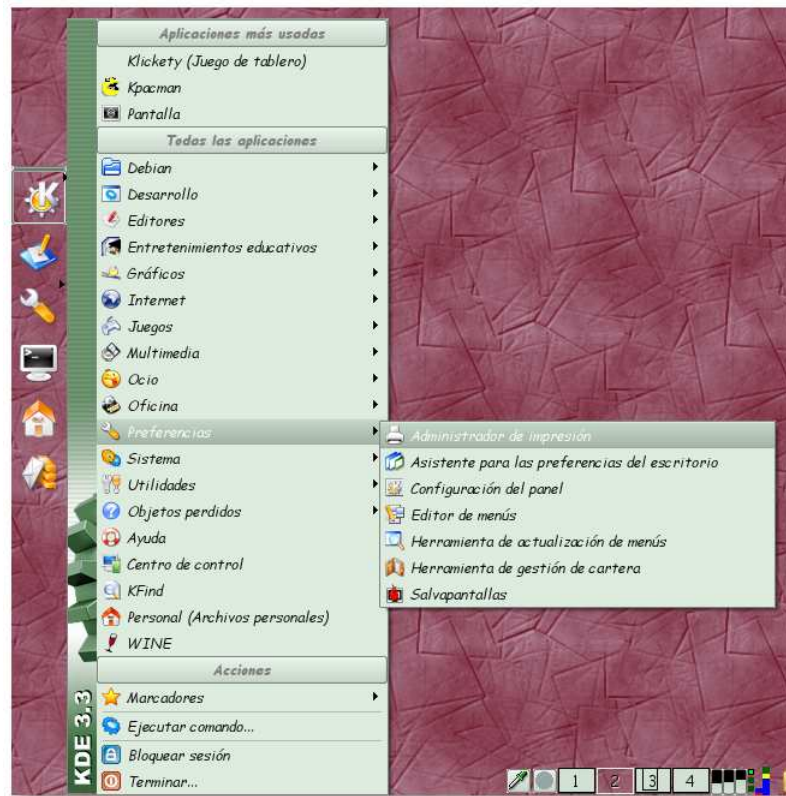 Aplicaciones más usadas
Klickety (Juego de tablero)
Kpacman
Pantalla
Todas las aplicaciones
Debian
Desarrollo
Editores
Entretenimientos educativos
Gráficos
Internet
Juegos
Multimedia
Ocio
Oficina
Preferencias
Sistema
Utilidades
Objetos perdidos
Ayuda
Centro de control
KFind
Personal (Archivos personales)
WINE
Acciones
Marcadores
Ejecutar comando...
Bloquear sesión
Terminar...
KDE 3.3
Administrador de impresión
Asistente para las preferencias del escritorio
Configuración del panel
Editor de menús
Herramienta de actualización de menús
Herramienta de gestión de cartera
Salvapantallas
1 2 3 4